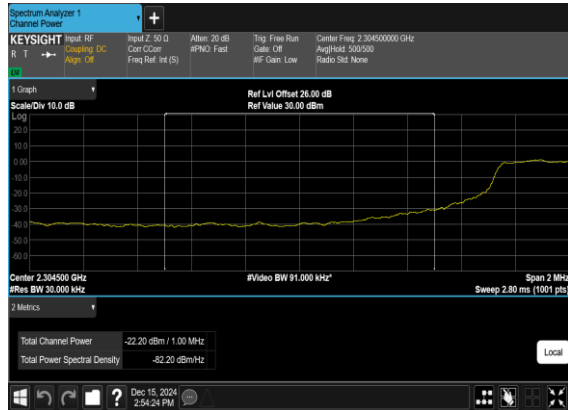 Spectrum Analyzer 1
Channel Power
+
KEYSIGHT
R T
LW
Input: RF
Coupling: DC
Align: Off
Input Z: 50 Ω
Corr CCorr
Freq Ref: Int (S)
Atten: 20 dB
#PNO: Fast
Trig: Free Run
Gate: Off
#IF Gain: Low
Center Freq: 2.304500000 GHz
Avg|Hold: 500/500
Radio Std: None
1 Graph
Scale/Div 10.0 dB
Ref Lvl Offset 26.00 dB
Ref Value 30.00 dBm
Log
20.0
10.0
0.00
-10.0
-20.0
-30.0
-40.0
-50.0
-60.0
Center 2.304500 GHz
#Video BW 91.000 kHz*
Span 2 MHz
#Res BW 30.000 kHz
Sweep 2.80 ms (1001 pts)
2 Metrics
Total Channel Power -22.20 dBm / 1.00 MHz
Total Power Spectral Density -82.20 dBm/Hz
Local
?
Dec 15, 2024
2:54:24 PM